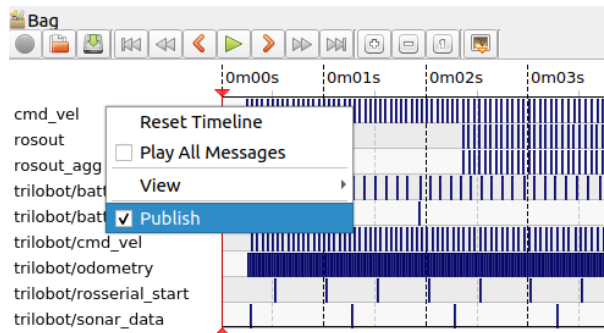 Bag
0m00s 0m01s 0m02s 0m03s
cmd_vel
rosout
rosout_agg
trilobot/batt
trilobot/batt
trilobot/cmd_vel
trilobot/odometry
trilobot/rosserial_start
trilobot/sonar_data
Reset Timeline
Play All Messages
View
Publish